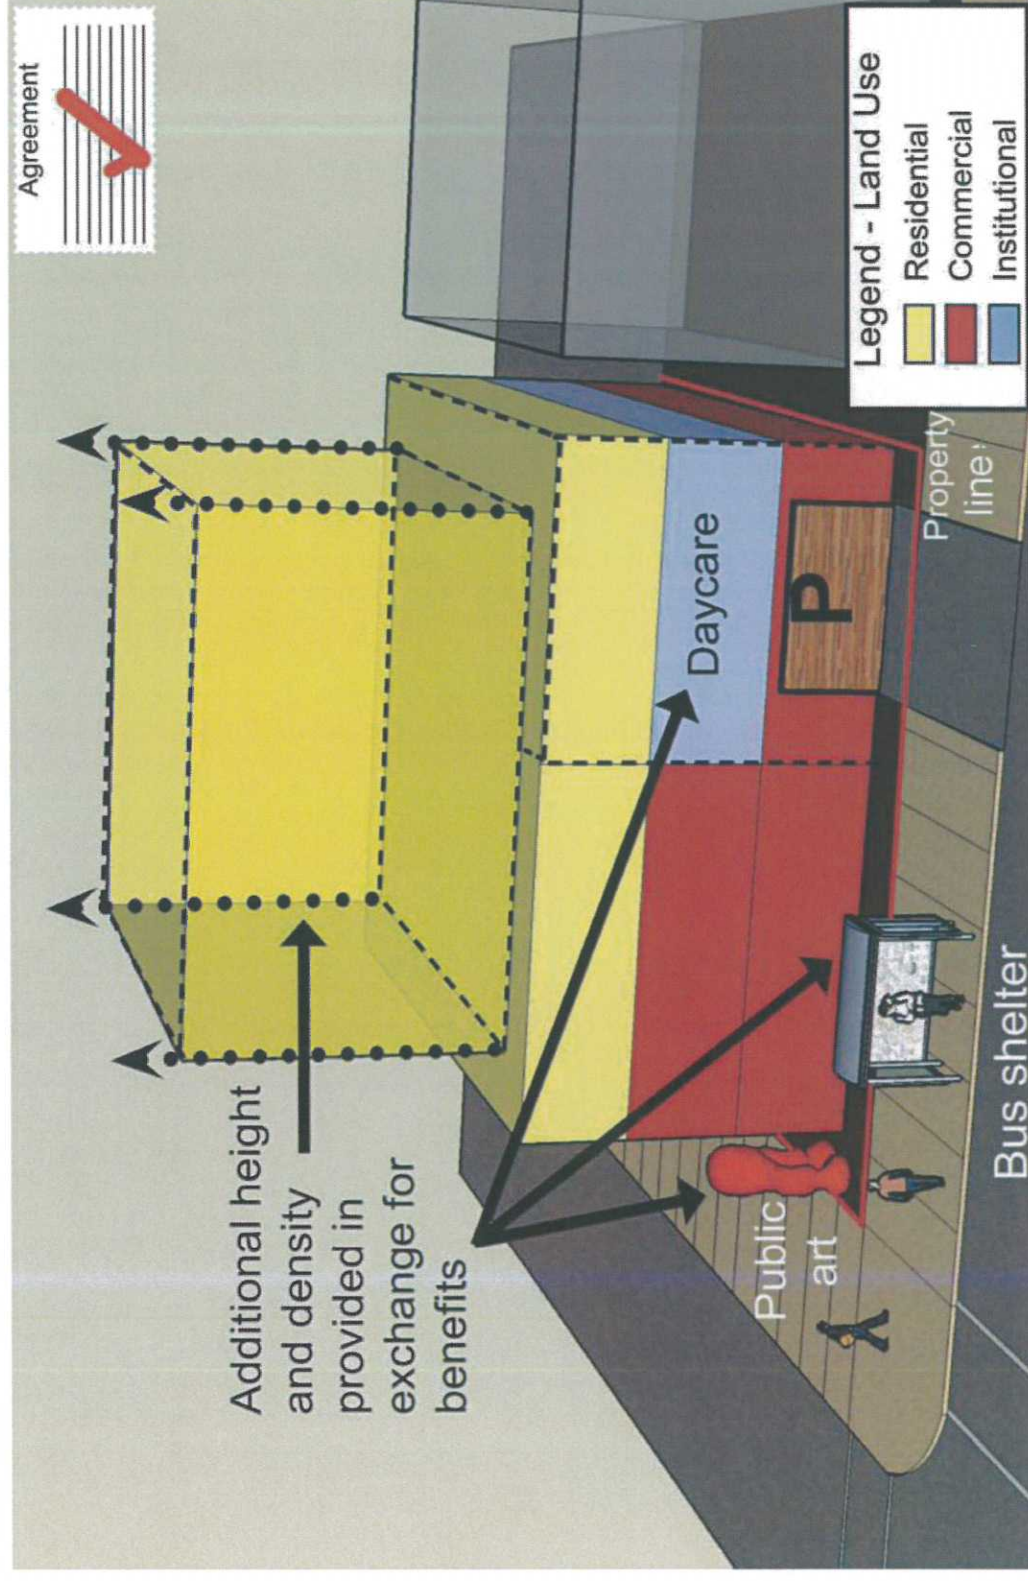 Agreement
Additional height
and density
provided in
exchange for
benefits
Daycare
P
Public
art
Bus shelter
Property
line
Legend - Land Use
Residential
Commercial
Institutional